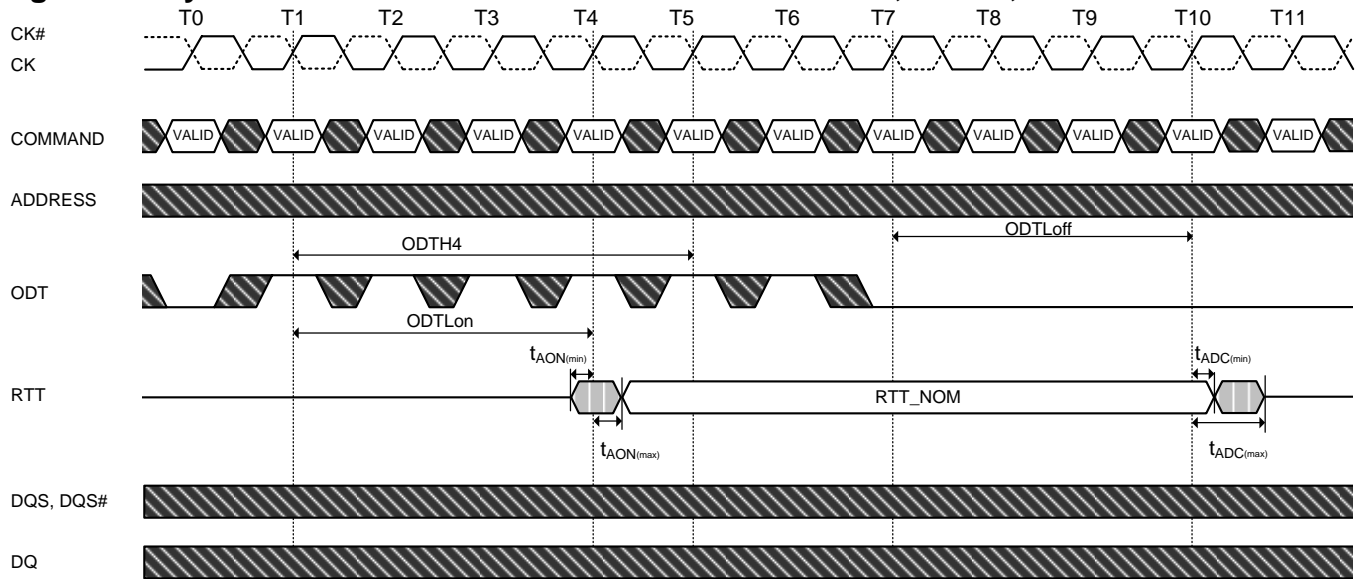 T0 T1 T2 T3 T4 T5 T6 T7 T8 T9 T10 T11
CK#
CK
COMMAND VALID VALID VALID VALID VALID VALID VALID VALID VALID VALID VALID VALID
ADDRESS
ODTLoff
ODTH4
ODT
ODTLon
tAON(min) tADC(min)
RTT RTT_NOM
tAON(max) tADC(max)
DQS, DQS#
DQ